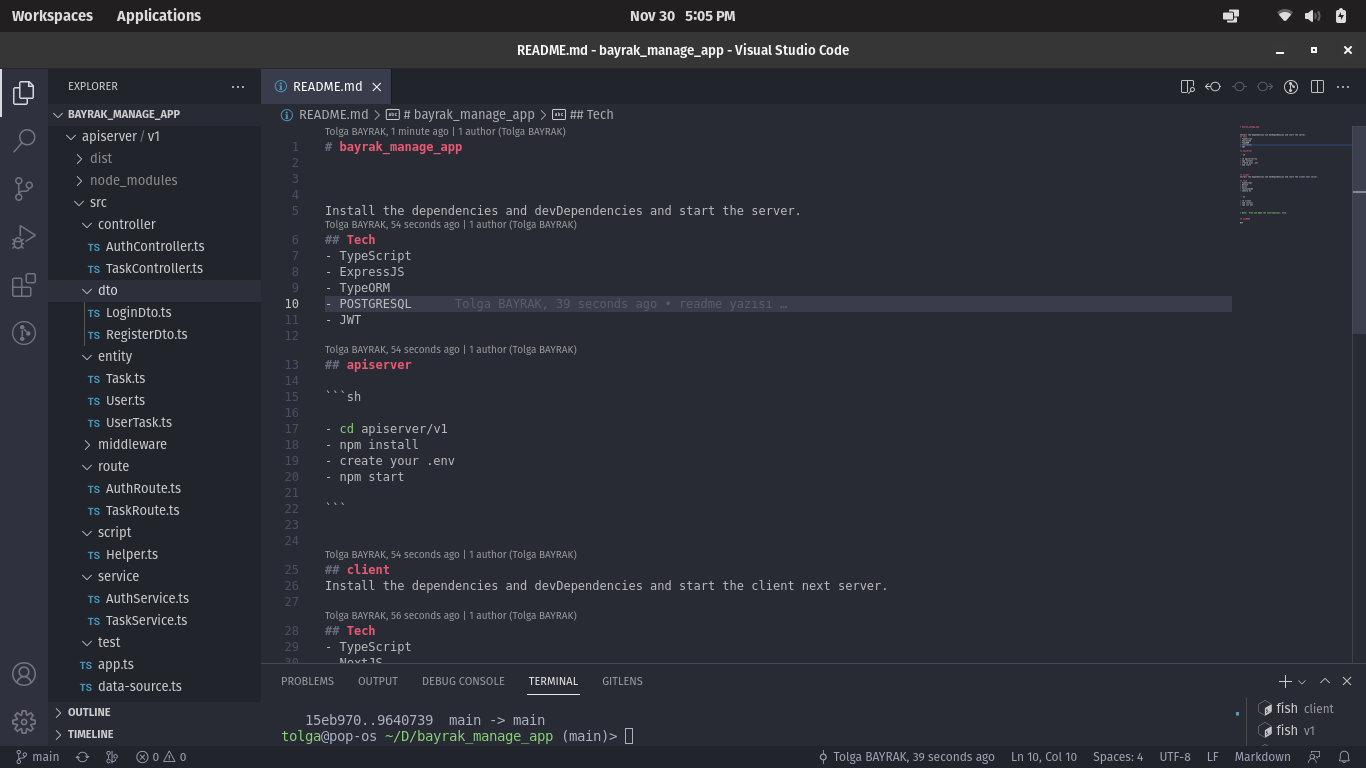 Workspaces Applications Nov 30 5:05 PM
README.md - bayrak_manage_app - Visual Studio Code
EXPLORER
BAYRAK_MANAGE_APP
apiserver / v1
dist
node_modules
src
controller
TS AuthController.ts
TS TaskController.ts
dto
TS LoginDto.ts
TS RegisterDto.ts
entity
TS Task.ts
TS User.ts
TS UserTask.ts
middleware
route
TS AuthRoute.ts
TS TaskRoute.ts
script
TS Helper.ts
service
TS AuthService.ts
TS TaskService.ts
test
TS app.ts
TS data-source.ts
OUTLINE
TIMELINE
README.md
README.md > # bayrak_manage_app > ## Tech
Tolga BAYRAK, 1 minute ago | 1 author (Tolga BAYRAK)
1 # bayrak_manage_app
2
3
4
5 Install the dependencies and devDependencies and start the server.
Tolga BAYRAK, 54 seconds ago | 1 author (Tolga BAYRAK)
6 ## Tech
7 - TypeScript
8 - ExpressJS
9 - TypeORM
10 - POSTGRESQL Tolga BAYRAK, 39 seconds ago • readme yazısı …
11 - JWT
12
Tolga BAYRAK, 54 seconds ago | 1 author (Tolga BAYRAK)
13 ## apiserver
14
15 ```sh
16
17 - cd apiserver/v1
18 - npm install
19 - create your .env
20 - npm start
21
22 ```
23
24
Tolga BAYRAK, 54 seconds ago | 1 author (Tolga BAYRAK)
25 ## client
26 Install the dependencies and devDependencies and start the client next server.
27
Tolga BAYRAK, 56 seconds ago | 1 author (Tolga BAYRAK)
28 ## Tech
29 - TypeScript
30 - NextJS
PROBLEMS OUTPUT DEBUG CONSOLE TERMINAL GITLENS
15eb970..9640739 main -> main
tolga@pop-os ~/D/bayrak_manage_app (main)>
fish client
fish v1
main 0 0 Tolga BAYRAK, 39 seconds ago Ln 10, Col 10 Spaces: 4 UTF-8 LF Markdown